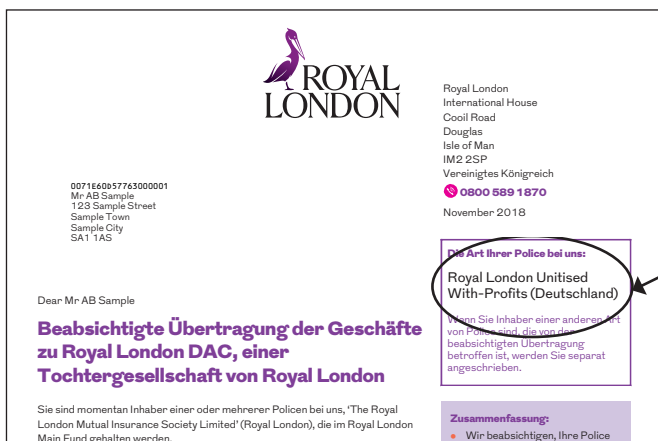 ROYAL
LONDON
Royal London
International House
Cooil Road
Douglas
Isle of Man
IM2 2SP
Vereinigtes Königreich
0800 589 1870
November 2018
0071E60D57763000001
Mr AB Sample
123 Sample Street
Sample Town
Sample City
SA1 1AS
Die Art Ihrer Police bei uns:
Royal London Unitised
With-Profits (Deutschland)
Wenn Sie Inhaber einer anderen Art
von Police sind, die von der
beabsichtigten Übertragung
betroffen ist, werden Sie separat
angeschrieben.
Dear Mr AB Sample
Beabsichtigte Übertragung der Geschäfte
zu Royal London DAC, einer
Tochtergesellschaft von Royal London
Sie sind momentan Inhaber einer oder mehrerer Policen bei uns, 'The Royal
London Mutual Insurance Society Limited' (Royal London), die im Royal London
Main Fund gehalten werden.
Zusammenfassung:
• Wir beabsichtigen, Ihre Police